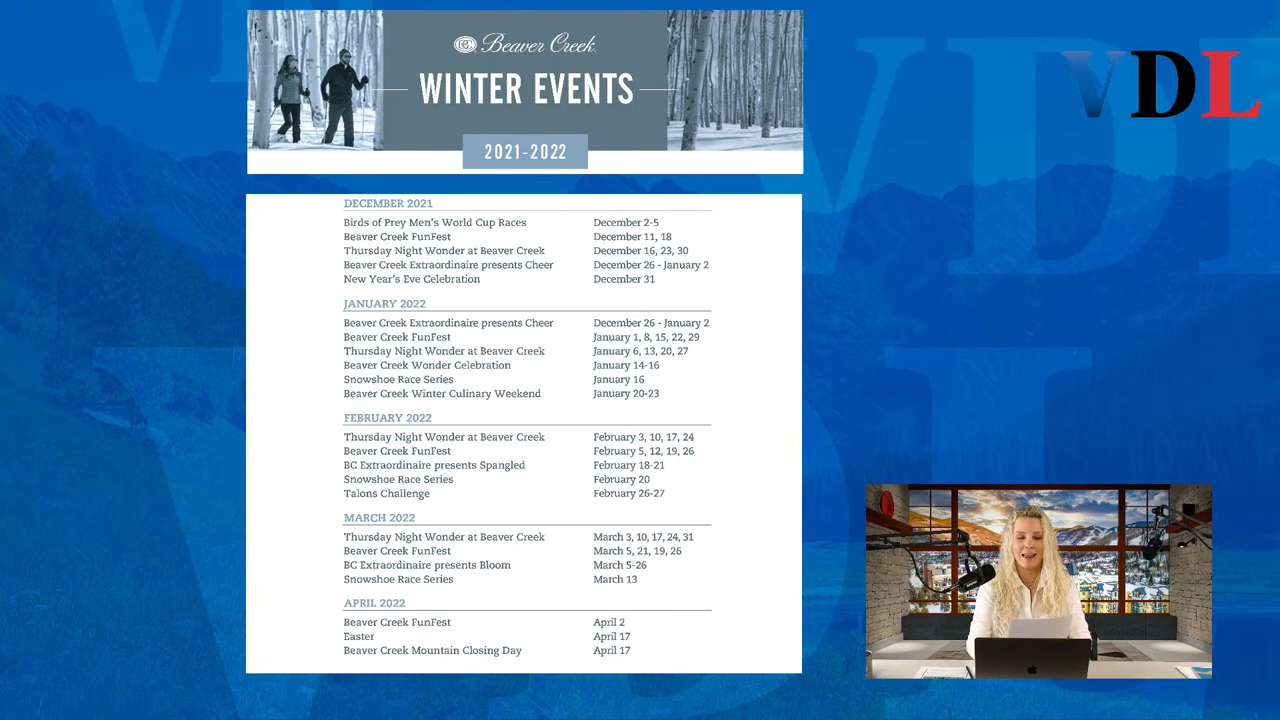 Beaver Creek
WINTER EVENTS
2021-2022
VDL
DECEMBER 2021
Birds of Prey Men's World Cup Races December 2-5
Beaver Creek FunFest December 11, 18
Thursday Night Wonder at Beaver Creek December 16, 23, 30
Beaver Creek Extraordinaire presents Cheer December 26 - January 2
New Year's Eve Celebration December 31
JANUARY 2022
Beaver Creek Extraordinaire presents Cheer December 26 - January 2
Beaver Creek FunFest January 1, 8, 15, 22, 29
Thursday Night Wonder at Beaver Creek January 6, 13, 20, 27
Beaver Creek Wonder Celebration January 14-16
Snowshoe Race Series January 16
Beaver Creek Winter Culinary Weekend January 20-23
FEBRUARY 2022
Thursday Night Wonder at Beaver Creek February 3, 10, 17, 24
Beaver Creek FunFest February 5, 12, 19, 26
BC Extraordinaire presents Spangled February 18-21
Snowshoe Race Series February 20
Talons Challenge February 26-27
MARCH 2022
Thursday Night Wonder at Beaver Creek March 3, 10, 17, 24, 31
Beaver Creek FunFest March 5, 21, 19, 26
BC Extraordinaire presents Bloom March 5-26
Snowshoe Race Series March 13
APRIL 2022
Beaver Creek FunFest April 2
Easter April 17
Beaver Creek Mountain Closing Day April 17